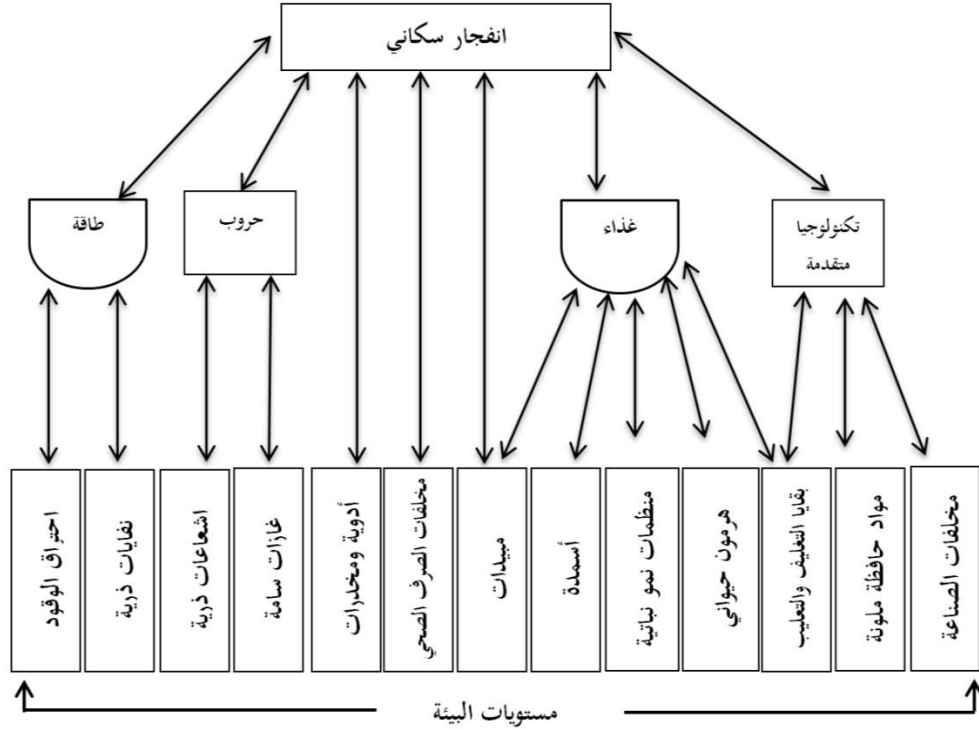 انفجار سكاني
تكنولوجيا
متقدمة
غذاء
حروب
طاقة
مخلفات الصناعة
مواد حافظة ملونة
بقايا التغليف والتعليب
هرمون حيواني
منظمات نمو نباتية
أسمدة
مبيدات
مخلفات الصرف الصحي
أدوية ومخدرات
غازات سامة
اشعاعات ذرية
نفايات ذرية
احتراق الوقود
مستويات البيئة